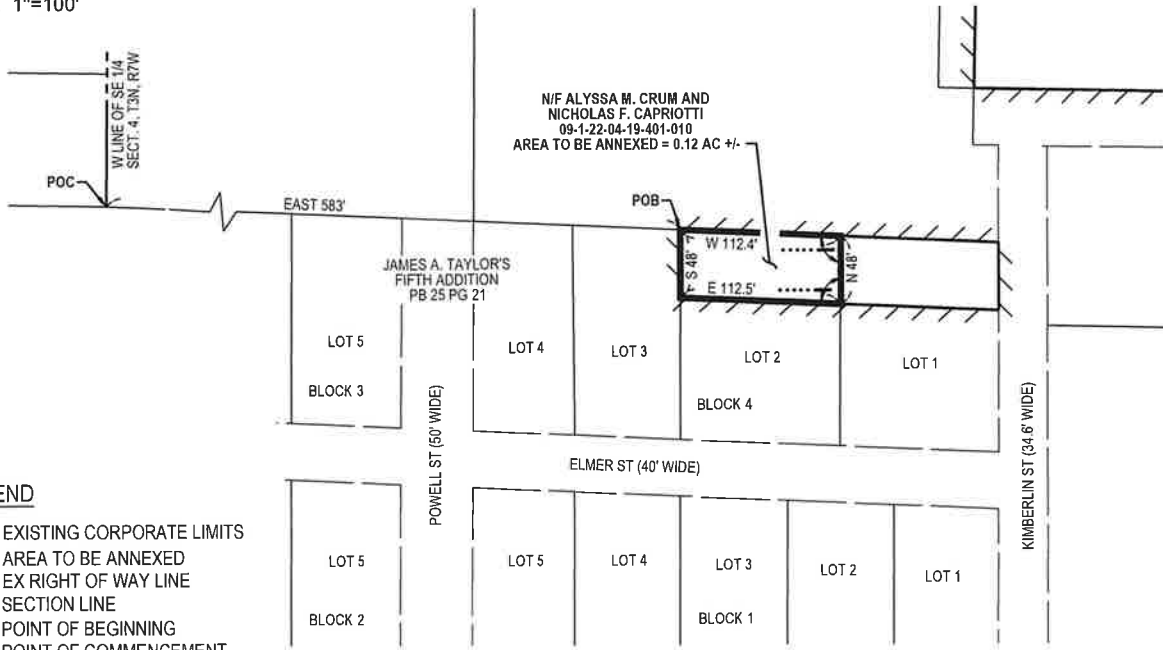 1"=100'
W LINE OF SE 1/4
SECT. 4, T3N, R7W
POC
EAST 583'
N/F ALYSSA M. CRUM AND
NICHOLAS F. CAPRIOTTI
09-1-22-04-19-401-010
AREA TO BE ANNEXED = 0.12 AC +/-
POB
W 112.4'
S 48'
N 48'
E 112.5'
JAMES A. TAYLOR'S
FIFTH ADDITION
PB 25 PG 21
LOT 5
LOT 4
LOT 3
LOT 2
LOT 1
BLOCK 3
BLOCK 4
POWELL ST (50' WIDE)
ELMER ST (40' WIDE)
KIMBERLIN ST (34.6' WIDE)
END
EXISTING CORPORATE LIMITS
AREA TO BE ANNEXED
EX RIGHT OF WAY LINE
SECTION LINE
POINT OF BEGINNING
POINT OF COMMENCEMENT
LOT 5
LOT 5
LOT 4
LOT 3
LOT 2
LOT 1
BLOCK 2
BLOCK 1